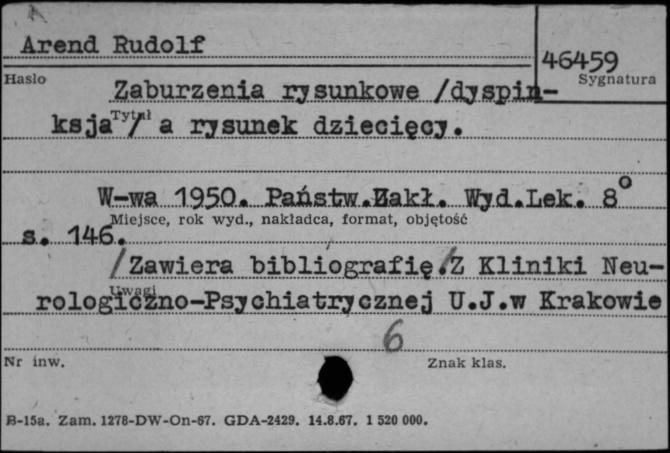 Arend Rudolf
46459
Hasło
Sygnatura
Zaburzenia rysunkowe /dyspin-
Tytuł
ksja/ a rysunek dziecięcy.
W-wa 1950. Państw.Zakł. Wyd.Lek. 8°
Miejsce, rok wyd., nakładca, format, objętość
s. 146.
/Zawiera bibliografię./Z Kliniki Neu-
Uwagi
rologiczno-Psychiatrycznej U.J.w Krakowie
6
Nr inw.
Znak klas.
B-15a. Zam. 1278-DW-On-67. GDA-2429. 14.8.67. 1 520 000.